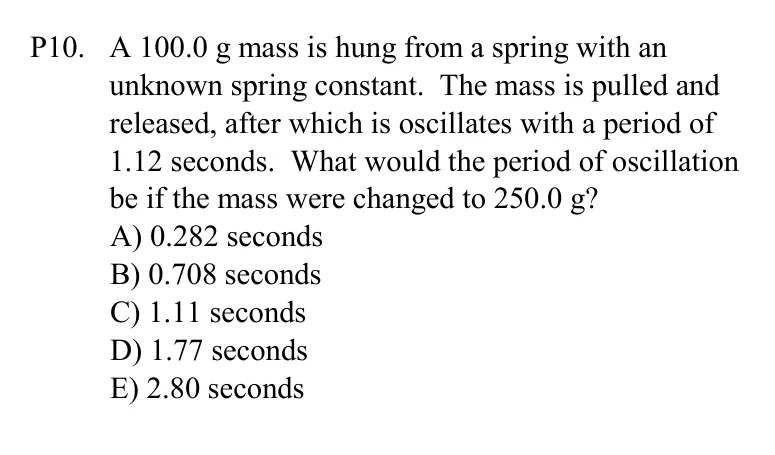 P10. A 100.0 g mass is hung from a spring with an
unknown spring constant. The mass is pulled and
released, after which is oscillates with a period of
1.12 seconds. What would the period of oscillation
be if the mass were changed to 250.0 g?
A) 0.282 seconds
B) 0.708 seconds
C) 1.11 seconds
D) 1.77 seconds
E) 2.80 seconds